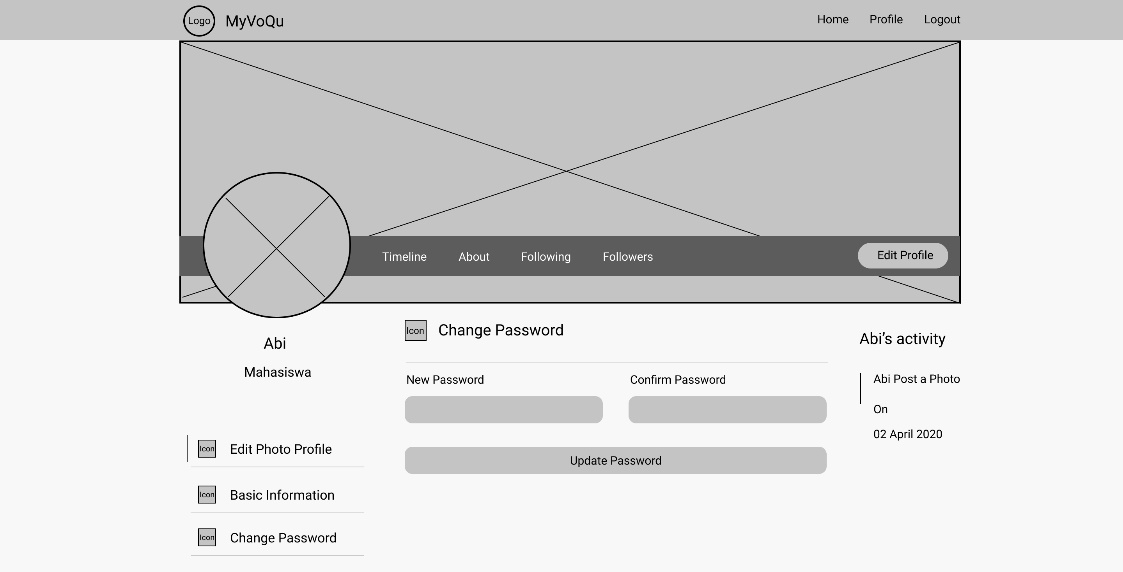 Logo MyVoQu Home Profile Logout
Timeline About Following Followers Edit Profile
Abi
Mahasiswa
Icon Edit Photo Profile
Icon Basic Information
Icon Change Password
Icon Change Password
New Password Confirm Password
Update Password
Abi's activity
Abi Post a Photo
On
02 April 2020